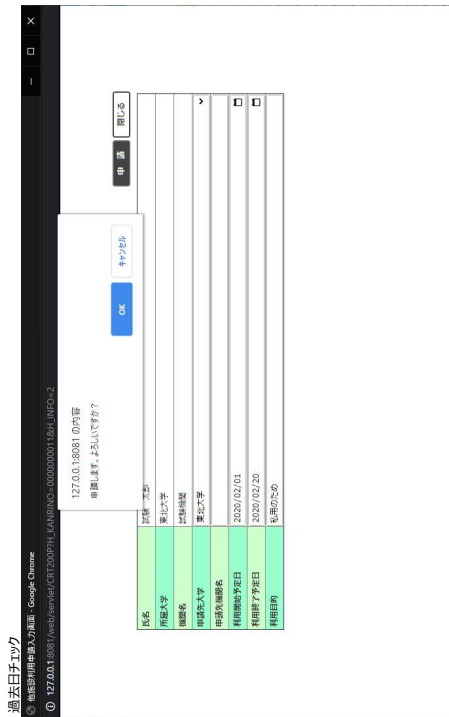 過去日チェック
他施設利用申請入力画面 - Google Chrome
127.0.0.1:8081/web/servlet/CRT200P?H_KANRINO=0000000011&H_INFO=2
127.0.0.1:8081 の内容
申請します。よろしいですか?
OK
キャンセル
申 請
閉じる
氏名 試験 太郎
所属大学 東北大学
機関名 試験機関
申請先大学 東北大学
申請先機関名
利用開始予定日 2020/02/01
利用終了予定日 2020/02/20
利用目的 私用のため